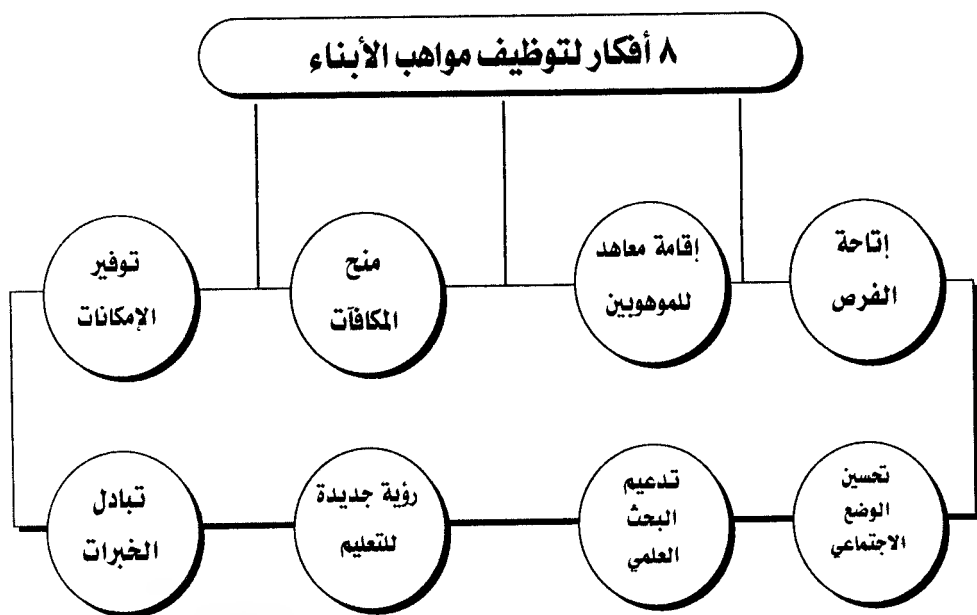 ٨ أفكار لتوظيف مواهب الأبناء
إتاحة
الفرص
إقامة معاهد
للموهوبين
منح
المكافآت
توفير
الإمكانات
تحسين
الوضع
الاجتماعي
تدعيم
البحث
العلمي
رؤية جديدة
للتعليم
تبادل
الخبرات